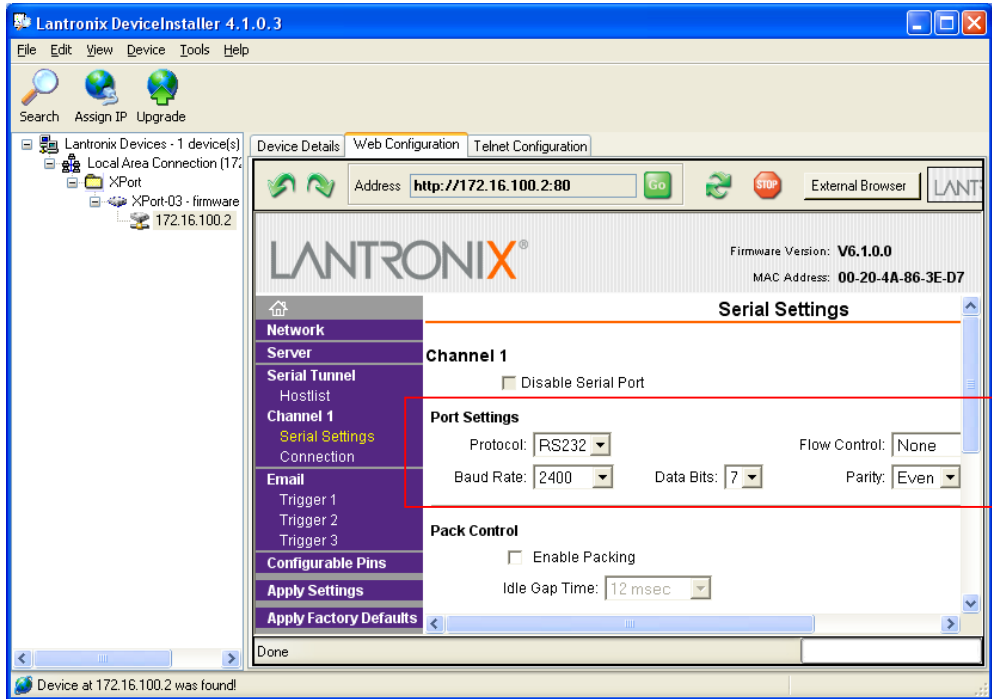 Lantronix DeviceInstaller 4.1.0.3
File Edit View Device Tools Help
Search Assign IP Upgrade
Lantronix Devices - 1 device(s)
Local Area Connection (172
XPort
XPort-03 - firmware
172.16.100.2
Device Details Web Configuration Telnet Configuration
Address http://172.16.100.2:80 Go STOP External Browser LANT
LANTRONIX®
Firmware Version: V6.1.0.0
MAC Address: 00-20-4A-86-3E-D7
Network
Server
Serial Tunnel
Hostlist
Channel 1
Serial Settings
Connection
Email
Trigger 1
Trigger 2
Trigger 3
Configurable Pins
Apply Settings
Apply Factory Defaults
Serial Settings
Channel 1
Disable Serial Port
Port Settings
Protocol: RS232 Flow Control: None
Baud Rate: 2400 Data Bits: 7 Parity: Even
Pack Control
Enable Packing
Idle Gap Time: 12 msec
Done
Device at 172.16.100.2 was found!